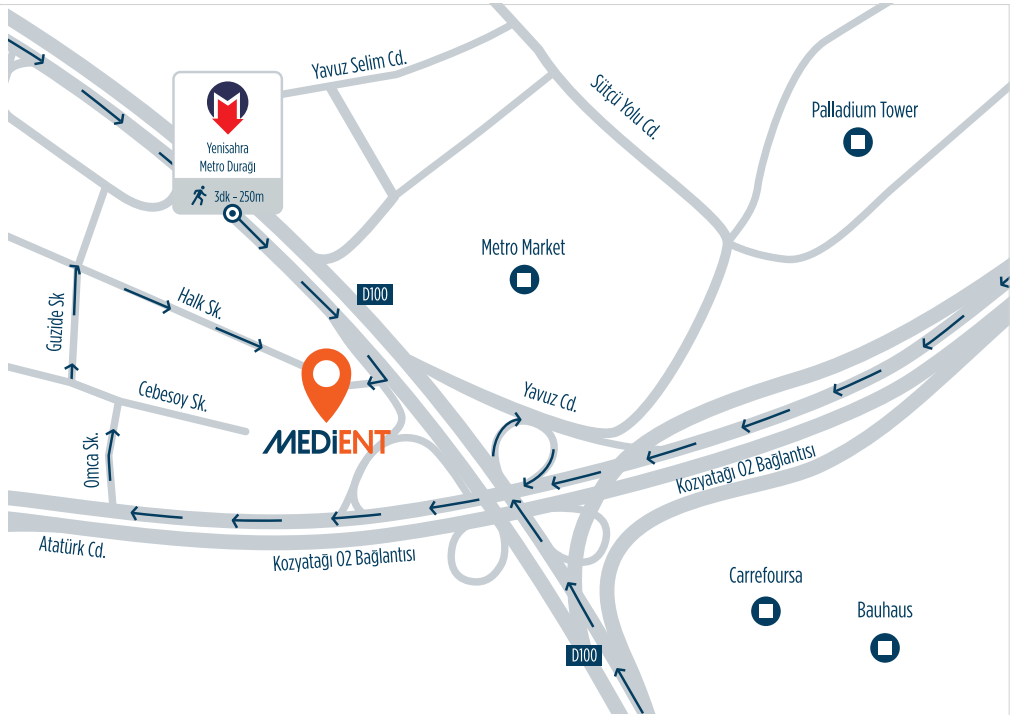 Yavuz Selim Cd.
Sütçü Yolu Cd.
Palladium Tower
M
Yenisahra
Metro Durağı
3dk – 250m
Metro Market
D100
Halk Sk.
Guzide Sk
Cebesoy Sk.
MEDiENT
Yavuz Cd.
Omca Sk.
Kozyatağı O2 Bağlantısı
Atatürk Cd.
Kozyatağı O2 Bağlantısı
Carrefoursa
Bauhaus
D100